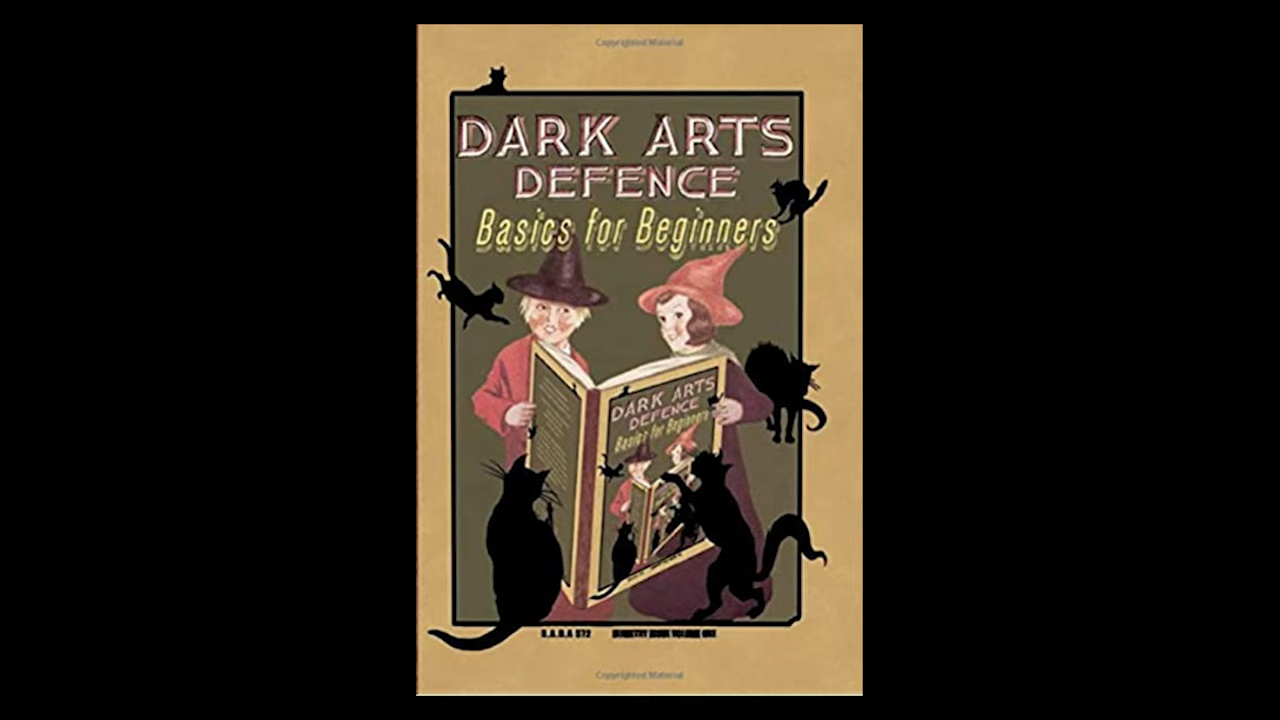 Copyrighted Material
DARK ARTS
DEFENCE
Basics for Beginners
DARK ARTS
DEFENCE
Basics for Beginners
D.A.D.A
Copyrighted Material